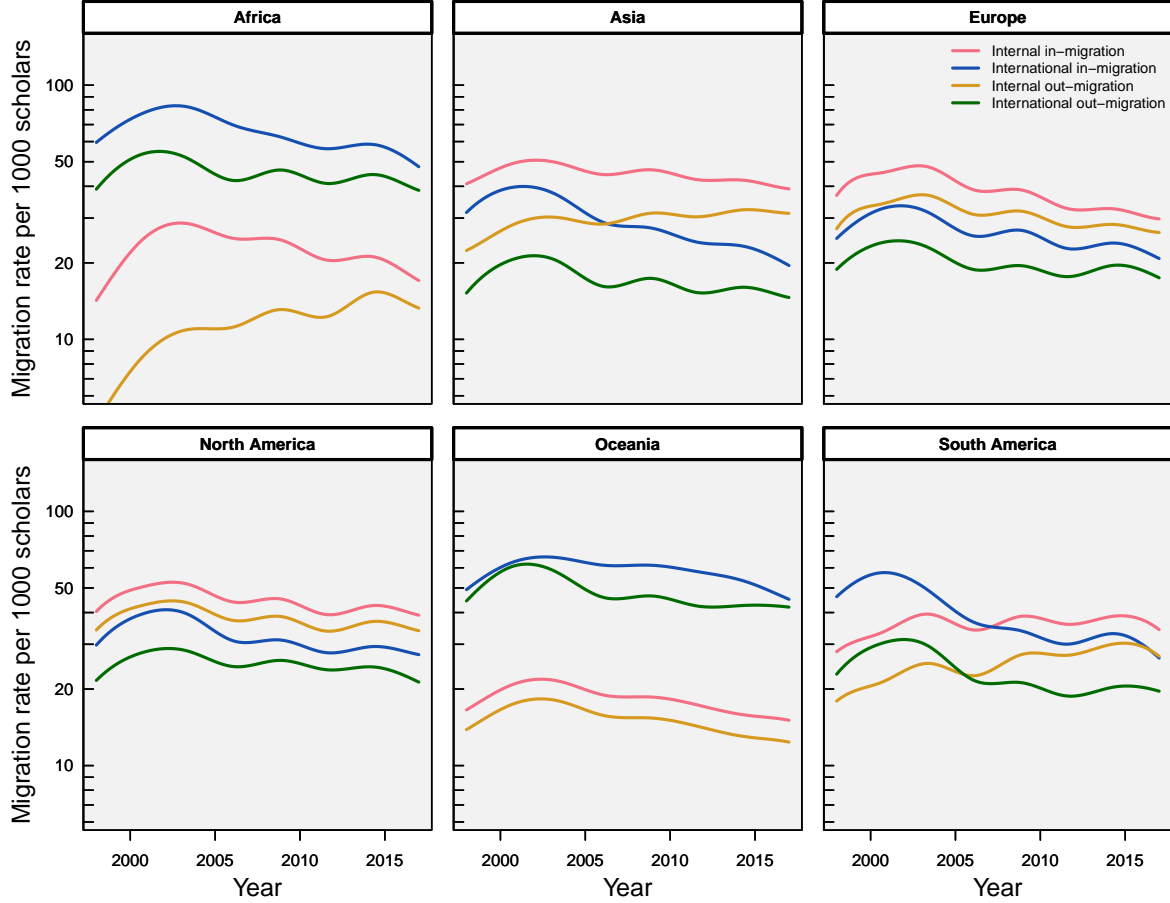 Africa
Asia
Europe
Migration rate per 1000 scholars
100
50
20
10
Internal in−migration
International in−migration
Internal out−migration
International out−migration
North America
Oceania
South America
Migration rate per 1000 scholars
100
50
20
10
2000 2005 2010 2015
2000 2005 2010 2015
2000 2005 2010 2015
Year
Year
Year